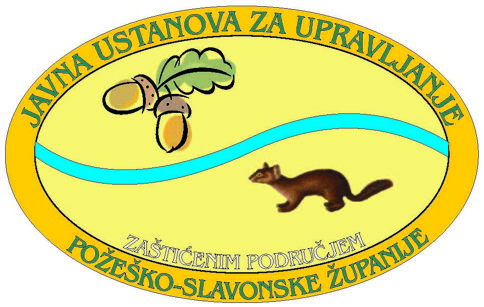 JAVNA USTANOVA ZA UPRAVLJANJE
ZAŠTIĆENIM PODRUČJEM
POŽEŠKO-SLAVONSKE ŽUPANIJE